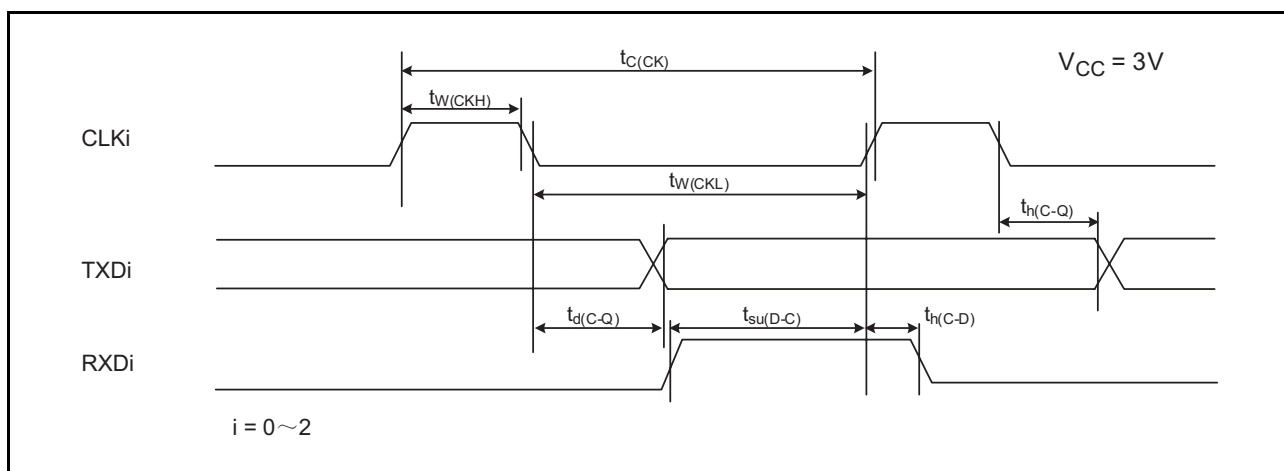 tC(CK)
VCC = 3V
tW(CKH)
CLKi
tW(CKL)
th(C-Q)
TXDi
td(C-Q)
tsu(D-C)
th(C-D)
RXDi
i = 0～2